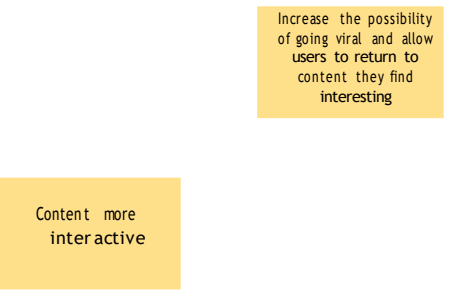 Increase the possibility
of going viral and allow
users to return to
content they find
interesting
Content more
interactive